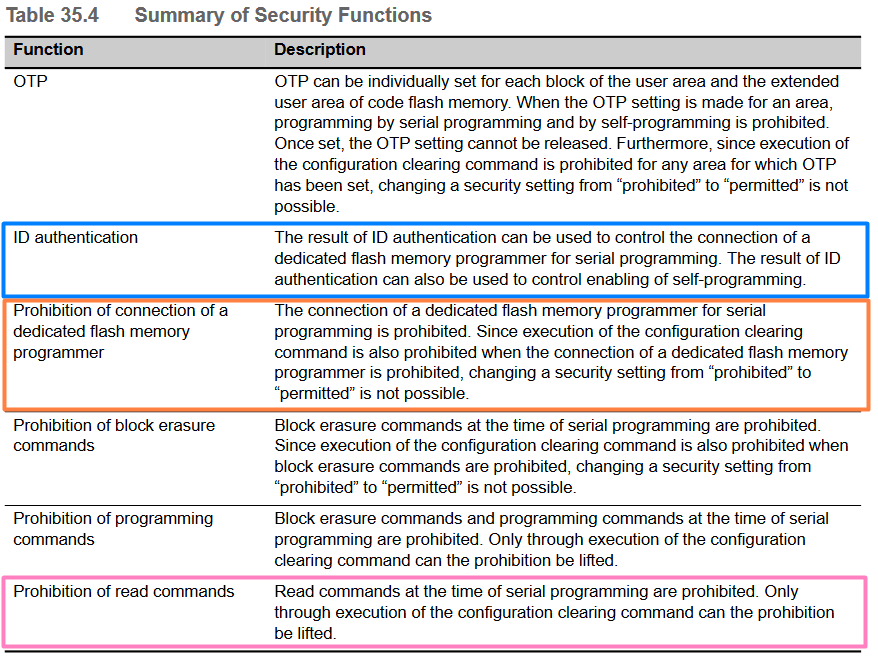 Table 35.4 Summary of Security Functions
Function Description
OTP OTP can be individually set for each block of the user area and the extended
user area of code flash memory. When the OTP setting is made for an area,
programming by serial programming and by self-programming is prohibited.
Once set, the OTP setting cannot be released. Furthermore, since execution of
the configuration clearing command is prohibited for any area for which OTP
has been set, changing a security setting from “prohibited” to “permitted” is not
possible.
ID authentication The result of ID authentication can be used to control the connection of a
dedicated flash memory programmer for serial programming. The result of ID
authentication can also be used to control enabling of self-programming.
Prohibition of connection of a
dedicated flash memory
programmer
The connection of a dedicated flash memory programmer for serial
programming is prohibited. Since execution of the configuration clearing
command is also prohibited when the connection of a dedicated flash memory
programmer is prohibited, changing a security setting from “prohibited” to
“permitted” is not possible.
Prohibition of block erasure
commands
Block erasure commands at the time of serial programming are prohibited.
Since execution of the configuration clearing command is also prohibited when
block erasure commands are prohibited, changing a security setting from
“prohibited” to “permitted” is not possible.
Prohibition of programming
commands
Block erasure commands and programming commands at the time of serial
programming are prohibited. Only through execution of the configuration
clearing command can the prohibition be lifted.
Prohibition of read commands Read commands at the time of serial programming are prohibited. Only
through execution of the configuration clearing command can the prohibition
be lifted.